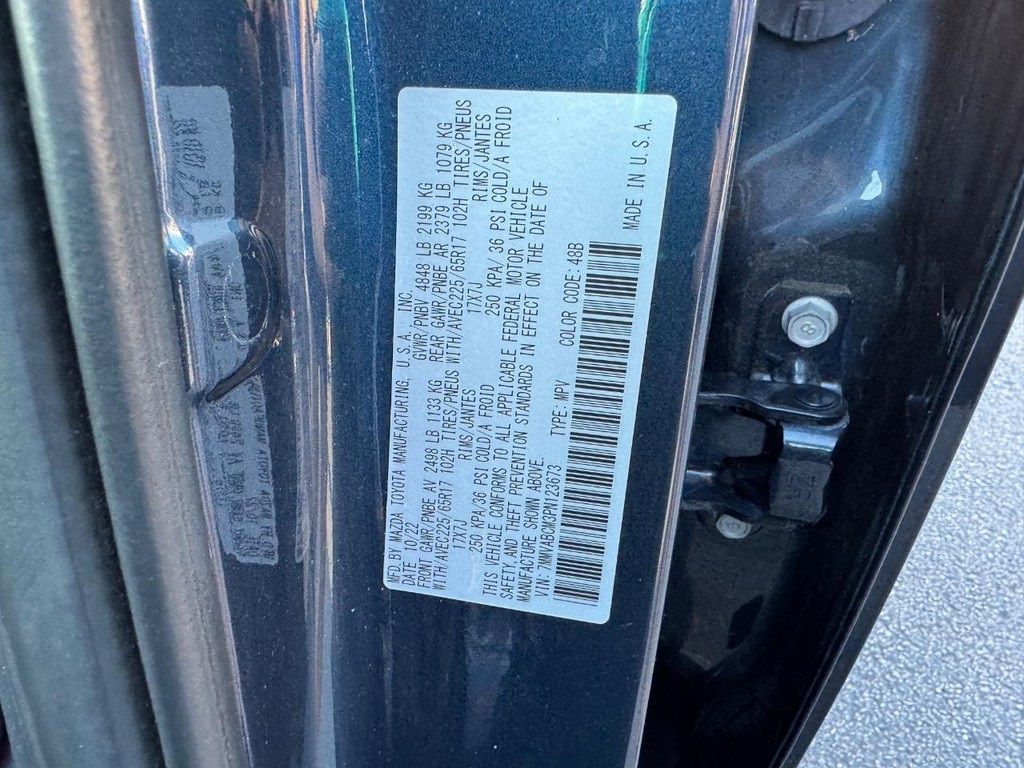 MFD.BY MAZDA TOYOTA MANUFACTURING, U.S.A., INC.
DATE 10/22 GVWR/PNBV 4848 LB 2199 KG
FRONT GAWR/PNBE AV 2498 LB 1133 KG REAR GAWR/PNBE AR 2379 LB 1079 KG
WITH/AVEC225/65R17 102H TIRES/PNEUS WITH/AVEC225/65R17 102H TIRES/PNEUS
17X7J RIMS/JANTES 17X7J RIMS/JANTES
250 KPA/36 PSI COLD/A FROID 250 KPA/36 PSI COLD/A FROID
THIS VEHICLE CONFORMS TO ALL APPLICABLE FEDERAL MOTOR VEHICLE
SAFETY, AND THEFT PREVENTION STANDARDS IN EFFECT ON THE DATE OF
MANUFACTURE SHOWN ABOVE.
VIN: 7MMVABCM3PN123673 TYPE: MPV COLOR CODE: 48B
MADE IN U.S.A.
8